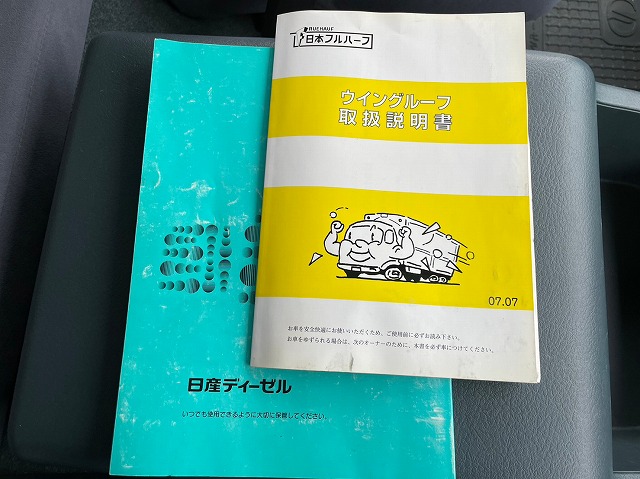 FRUEHAUF
日本フルハーフ
ウイングルーフ
取扱説明書
07.07
お車を安全快適にお使いいただくため、ご使用前に必ずお読み下さい。
お車をゆずられる場合は、次のオーナーのために、本書を必ず車につけてください。
日産ディーゼル
いつでも使用できるように大切に保管してください。